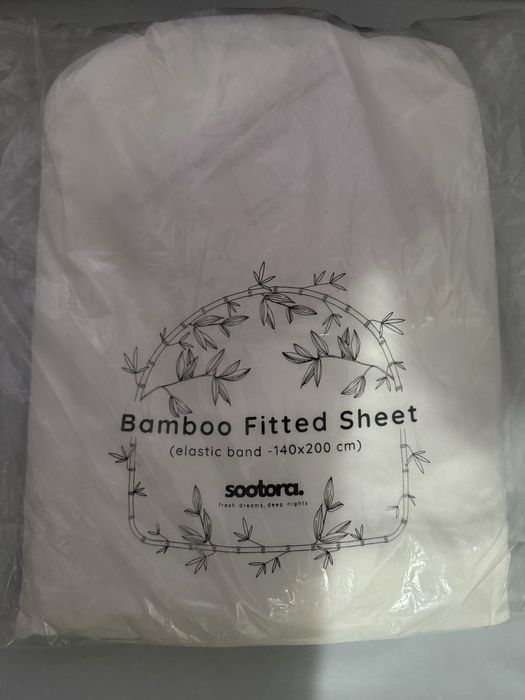 Bamboo Fitted Sheet
(elastic band -140x200 cm)
sootora.
fresh dreams, deep nights